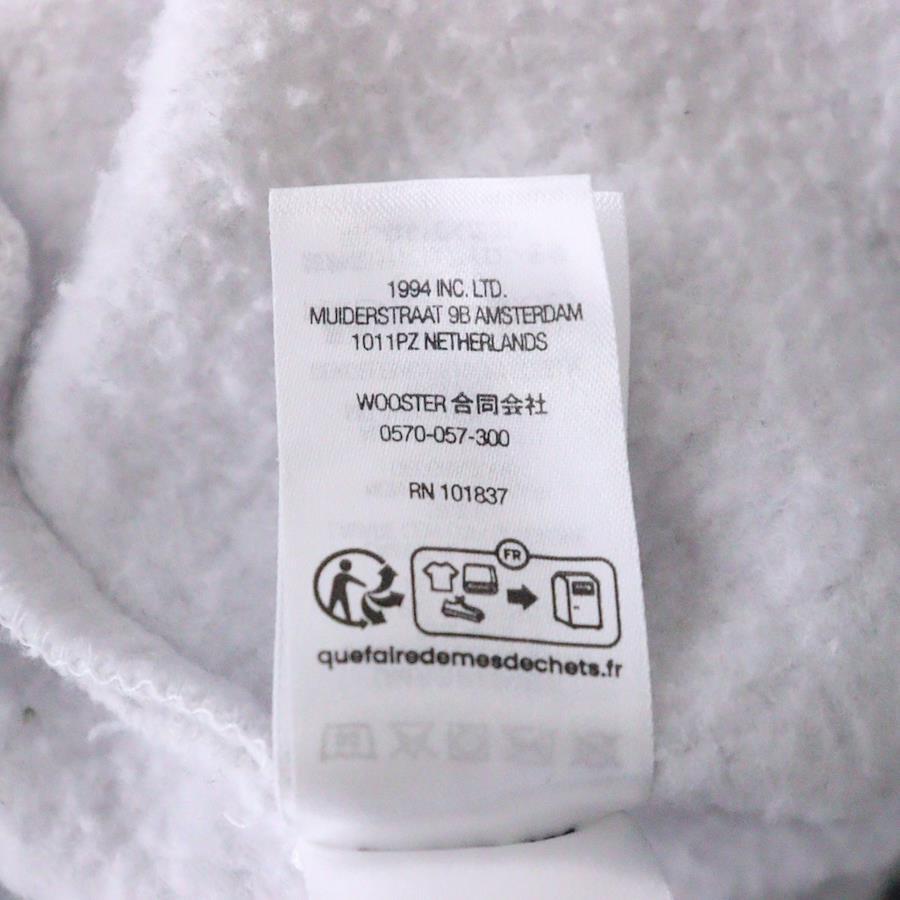 1994 INC. LTD.
MUIDERSTRAAT 9B AMSTERDAM
1011PZ NETHERLANDS
WOOSTER 合同会社
0570-057-300
RN 101837
FR
quefairedemesdechets.fr